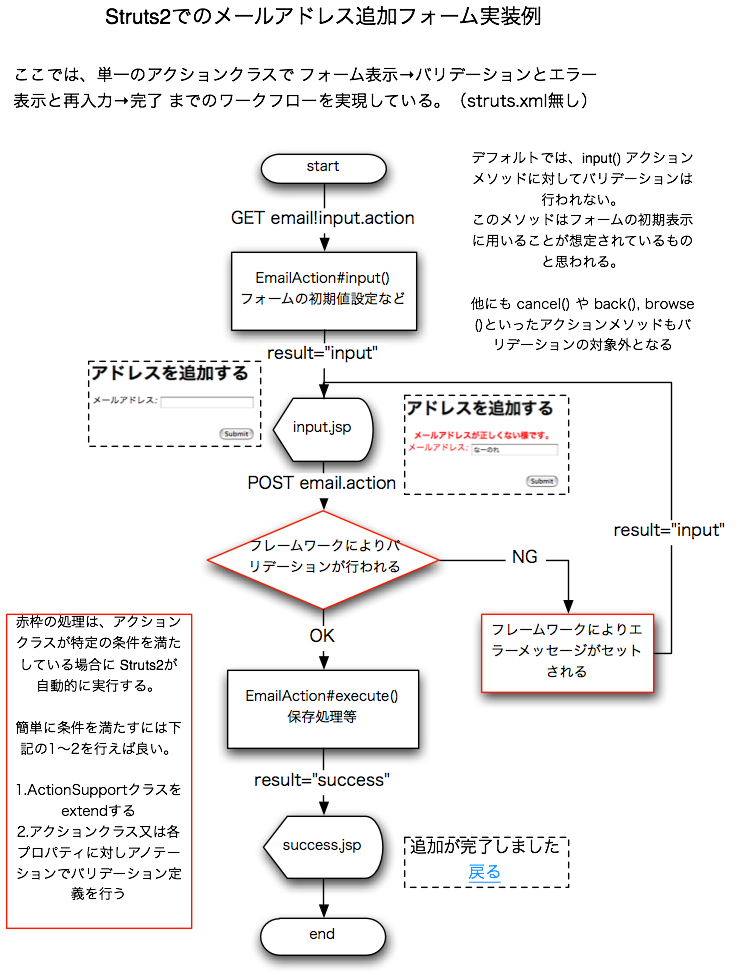 Struts2でのメールアドレス追加フォーム実装例
ここでは、単一のアクションクラスで フォーム表示→バリデーションとエラー
表示と再入力→完了 までのワークフローを実現している。（struts.xml無し）
デフォルトでは、input() アクション
メソッドに対してバリデーションは
行われない。
このメソッドはフォームの初期表示
に用いることが想定されているもの
と思われる。
他にも cancel() や back(), browse
()といったアクションメソッドもバ
リデーションの対象外となる
start
GET email!input.action
EmailAction#input()
フォームの初期値設定など
result="input"
アドレスを追加する
メールアドレス:
Submit
input.jsp
アドレスを追加する
メールアドレスが正しくない様です。
メールアドレス: なーのれ
Submit
POST email.action
result="input"
フレームワークによりバ
リデーションが行われる
NG
OK
フレームワークによりエ
ラーメッセージがセット
される
赤枠の処理は、アクション
クラスが特定の条件を満た
している場合に Struts2が
自動的に実行する。
簡単に条件を満たすには下
記の1〜2を行えば良い。
1.ActionSupportクラスを
extendする
2.アクションクラス又は各
プロパティに対しアノテー
ションでバリデーション定
義を行う
EmailAction#execute()
保存処理等
result="success"
success.jsp
追加が完了しました
戻る
end